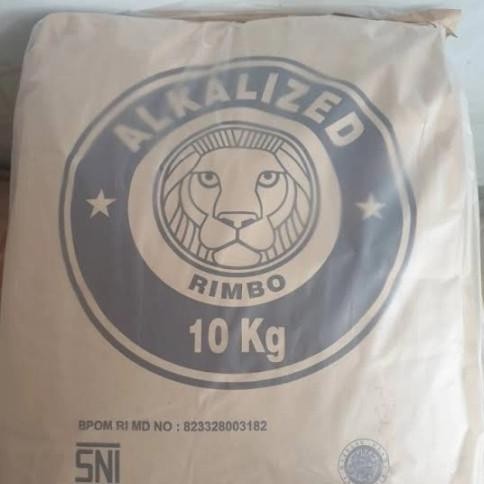 ALKALIZED
RIMBO
10 Kg
BPOM RI MD NO : 823328003182
SNI